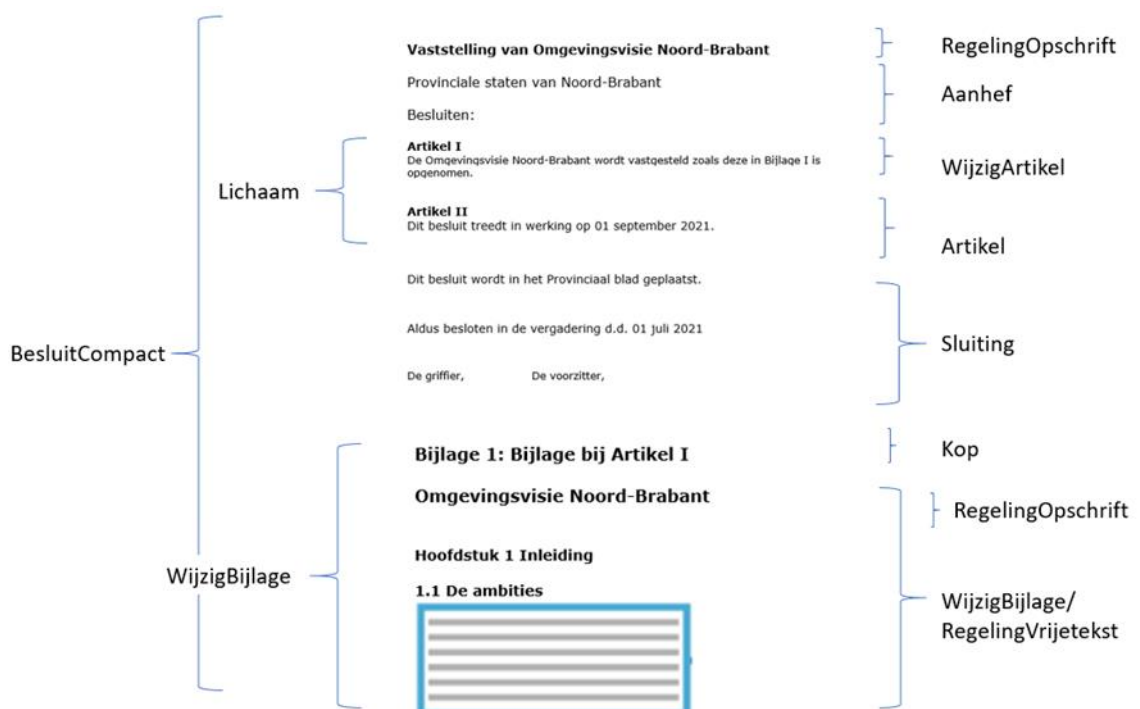 Vaststelling van Omgevingsvisie Noord-Brabant
RegelingOpschrift
Provinciale staten van Noord-Brabant
Aanhef
Besluiten:
Artikel I
De Omgevingsvisie Noord-Brabant wordt vastgesteld zoals deze in Bijlage I is
opgenomen.
WijzigArtikel
Lichaam
Artikel II
Dit besluit treedt in werking op 01 september 2021.
Artikel
Dit besluit wordt in het Provinciaal blad geplaatst.
Aldus besloten in de vergadering d.d. 01 juli 2021
Sluiting
BesluitCompact
De griffier, De voorzitter,
Bijlage 1: Bijlage bij Artikel I
Kop
Omgevingsvisie Noord-Brabant
RegelingOpschrift
Hoofdstuk 1 Inleiding
WijzigBijlage
1.1 De ambities
WijzigBijlage/
RegelingVrijetekst